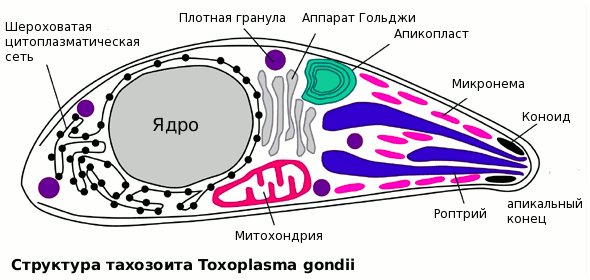 Шероховатая
цитоплазматическая
сеть
Плотная гранула
Аппарат Гольджи
Апикопласт
Микронема
Коноид
Ядро
Роптрий
апикальный
конец
Митохондрия
Структура тахозоита Toxoplasma gondii